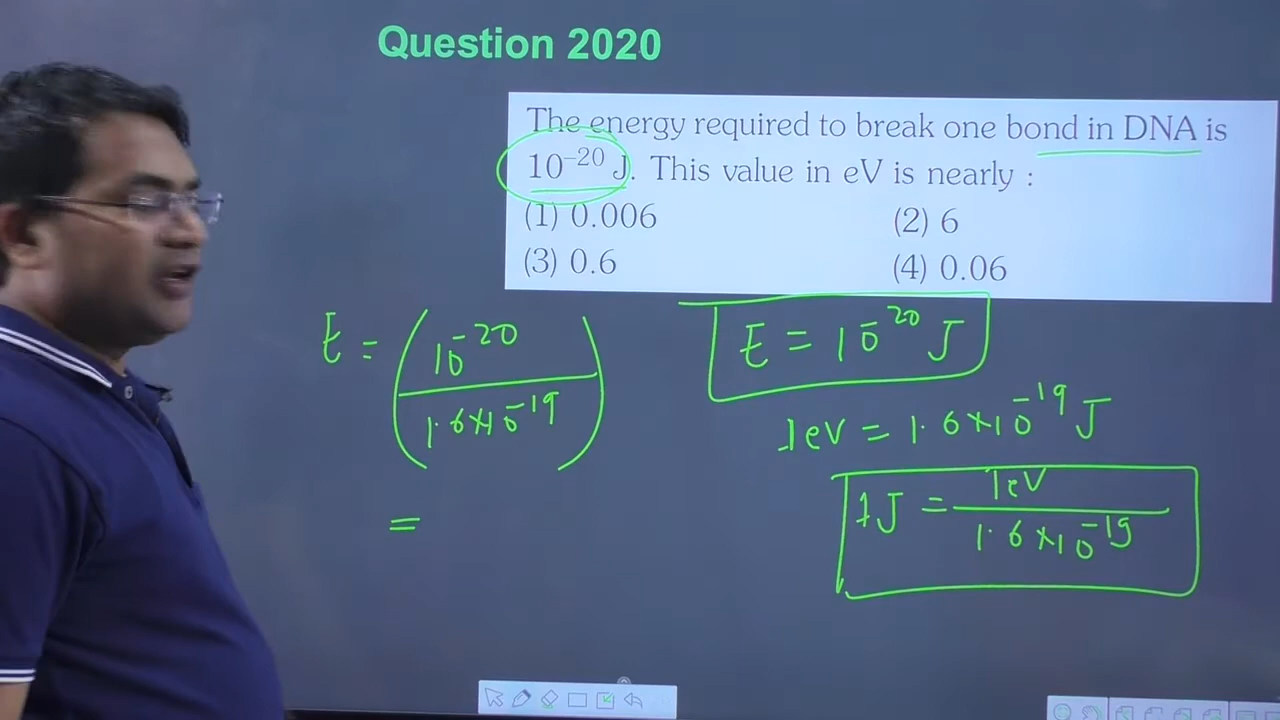 Question 2020
The energy required to break one bond in DNA is
10⁻²⁰ J. This value in eV is nearly :
(1) 0.006
(2) 6
(3) 0.6
(4) 0.06
E = (10⁻²⁰ / 1.6×10⁻¹⁹)
=
E = 10⁻²⁰ J
1eV = 1.6×10⁻¹⁹ J
1J = 1eV / 1.6×10⁻¹⁹